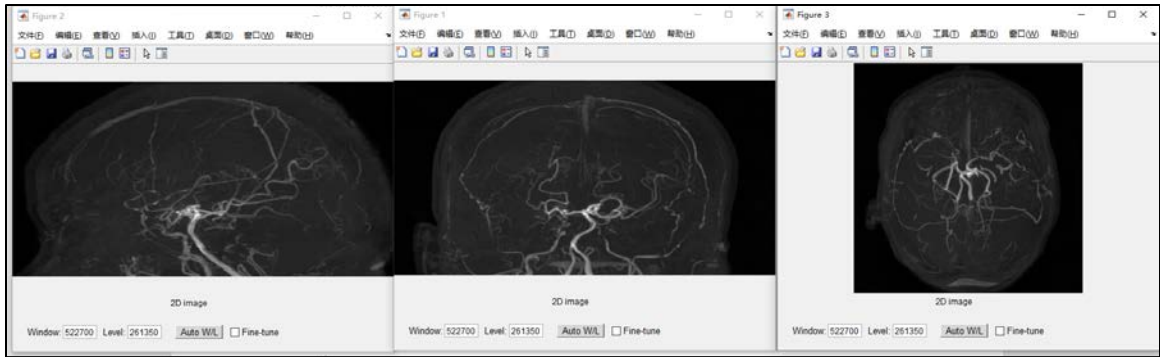 Figure 2
文件(F) 编辑(E) 查看(V) 插入(I) 工具(T) 桌面(D) 窗口(W) 帮助(H)
2D image
Window: 522700 Level: 261350 Auto W/L Fine-tune
Figure 1
文件(F) 编辑(E) 查看(V) 插入(I) 工具(T) 桌面(D) 窗口(W) 帮助(H)
2D image
Window: 522700 Level: 261350 Auto W/L Fine-tune
Figure 3
文件(F) 编辑(E) 查看(V) 插入(I) 工具(T) 桌面(D) 窗口(W) 帮助(H)
2D image
Window: 522700 Level: 261350 Auto W/L Fine-tune